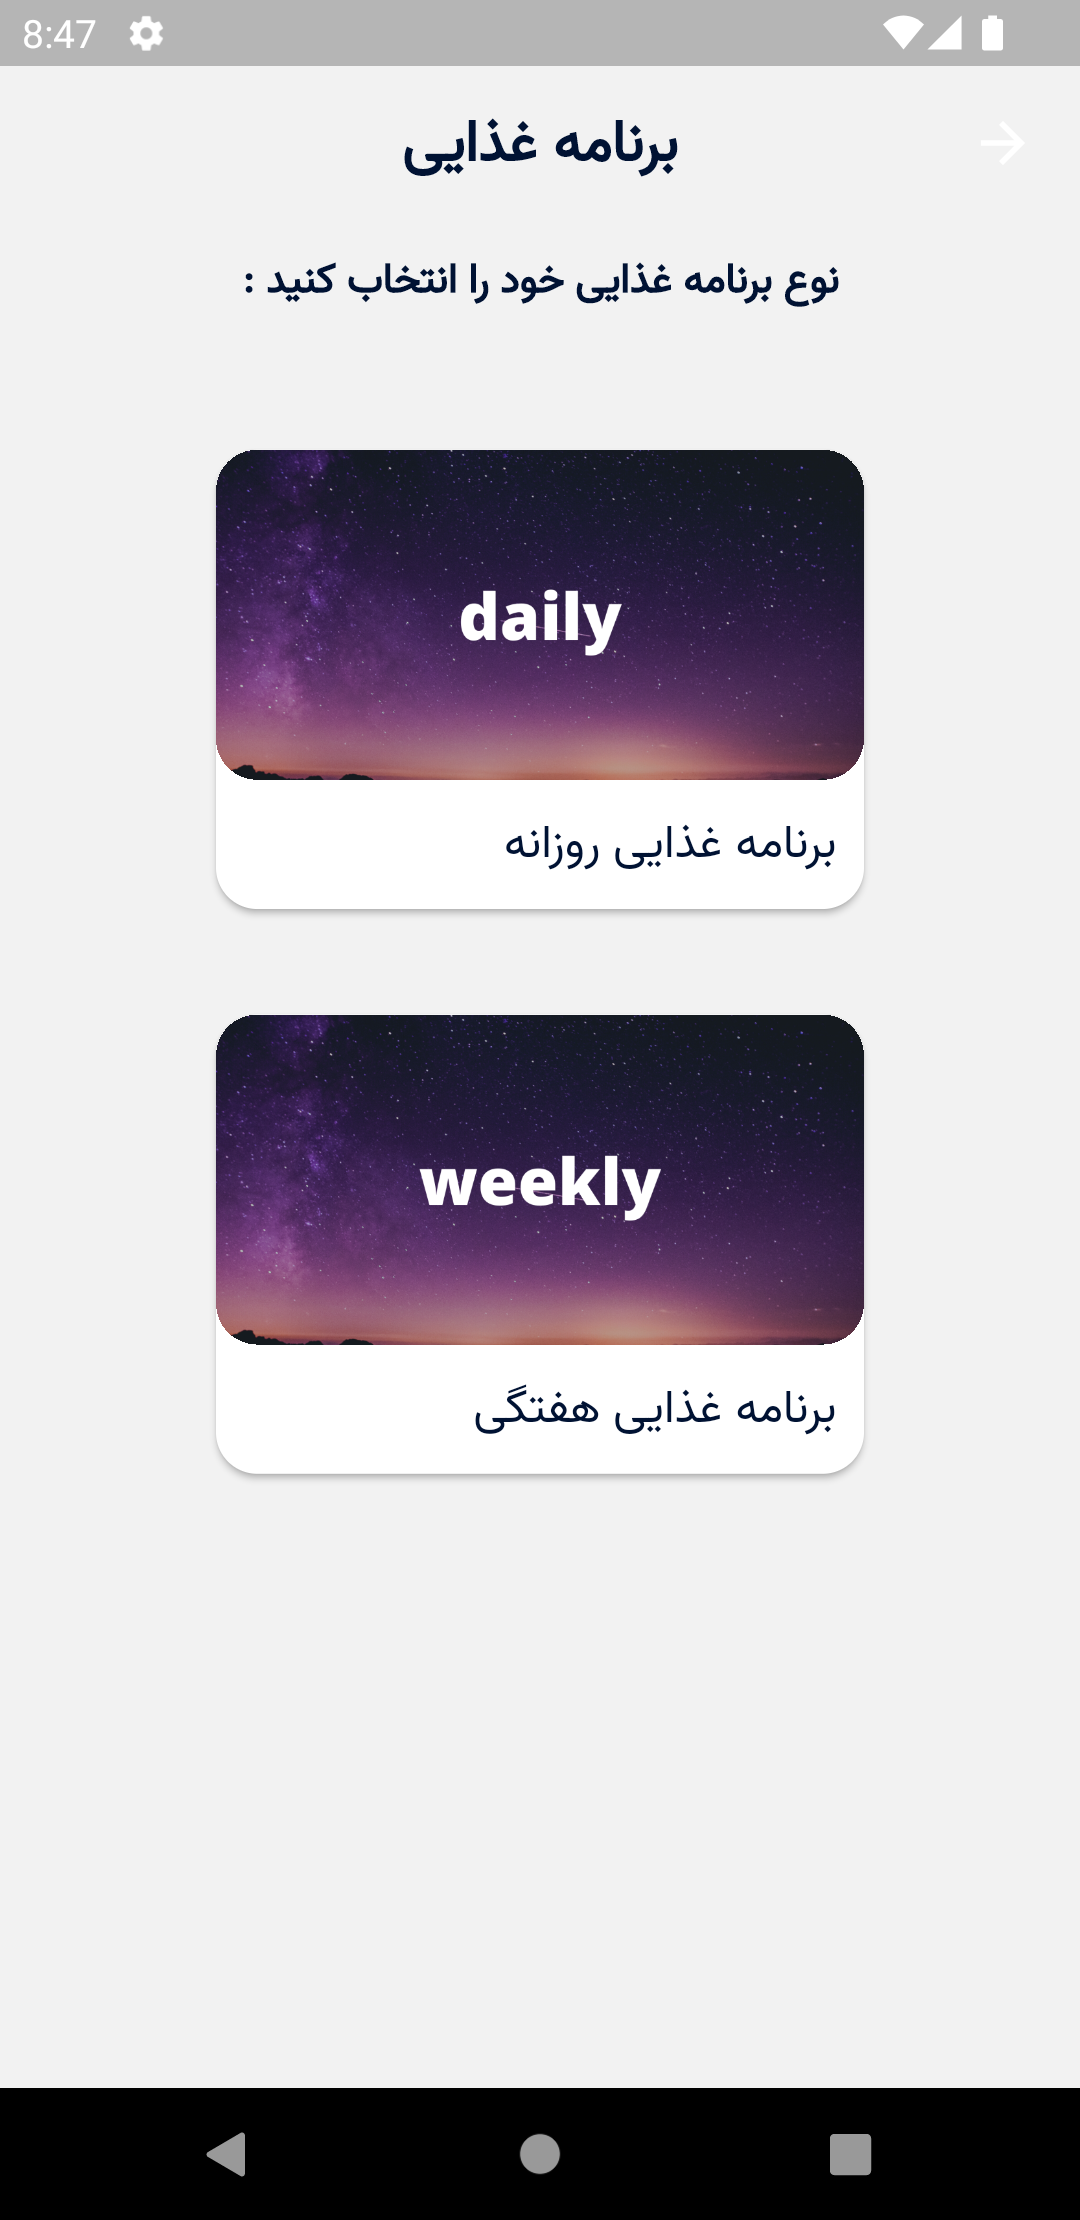 8:47
برنامه غذایی
نوع برنامه غذایی خود را انتخاب کنید :
daily
برنامه غذایی روزانه
weekly
برنامه غذایی هفتگی